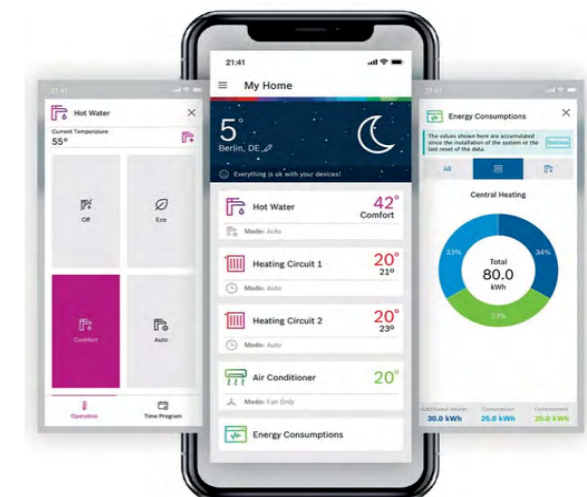 21:41
Hot Water
Current Temperature
55°
Off
Eco
Comfort
Auto
Operation
Time Program
21:41
My Home
5°
Berlin, DE
Everything is ok with your devices!
Hot Water
42°
Comfort
Mode: Auto
Heating Circuit 1
20°
21°
Mode: Auto
Heating Circuit 2
20°
23°
Mode: Auto
Air Conditioner
20°
Mode: Fan Only
Energy Consumptions
21:41
Energy Consumptions
The values shown here are accumulated
since the installation of the system or the
last reset of the data.
All
Central Heating
33%
34%
33%
Total
80.0
kWh
Additional Heater
Compressor
Environment
30.0 kWh
25.0 kWh
25.0 kWh